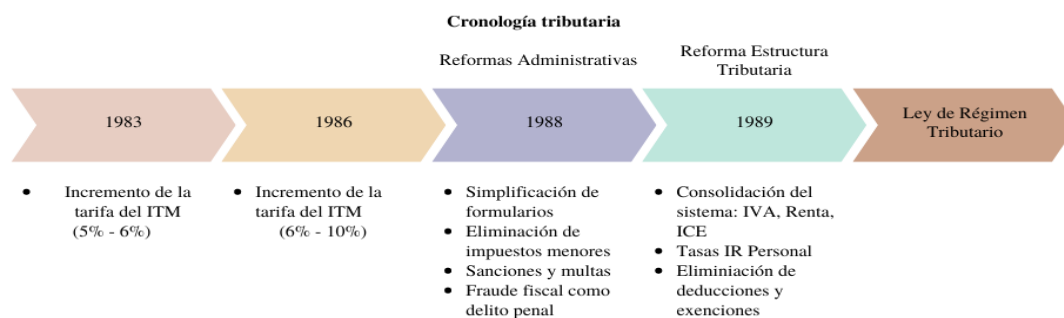 Cronología tributaria
Reformas Administrativas
Reforma Estructura
Tributaria
1983
1986
1988
1989
Ley de Régimen
Tributario
• Incremento de la
tarifa del ITM
(5% - 6%)
• Incremento de la
tarifa del ITM
(6% - 10%)
• Simplificación de
formularios
• Eliminación de
impuestos menores
• Sanciones y multas
• Fraude fiscal como
delito penal
• Consolidación del
sistema: IVA, Renta,
ICE
• Tasas IR Personal
• Eliminiación de
deducciones y
exenciones